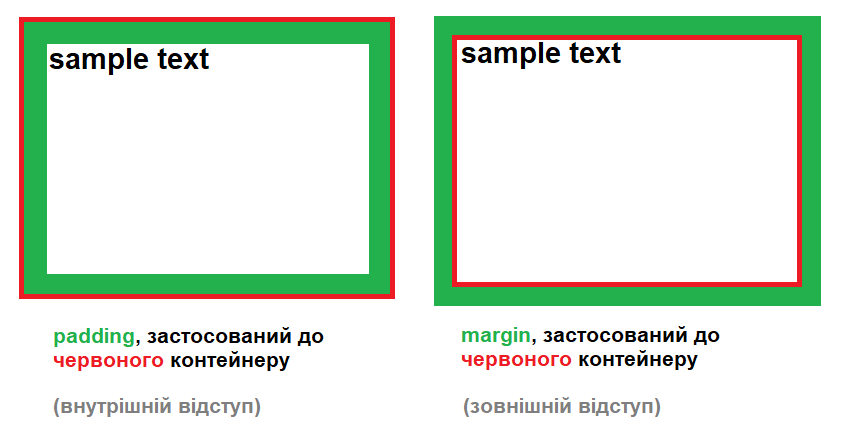 sample text
padding, застосований до
червоного контейнеру
(внутрішній відступ)
sample text
margin, застосований до
червоного контейнеру
(зовнішній відступ)